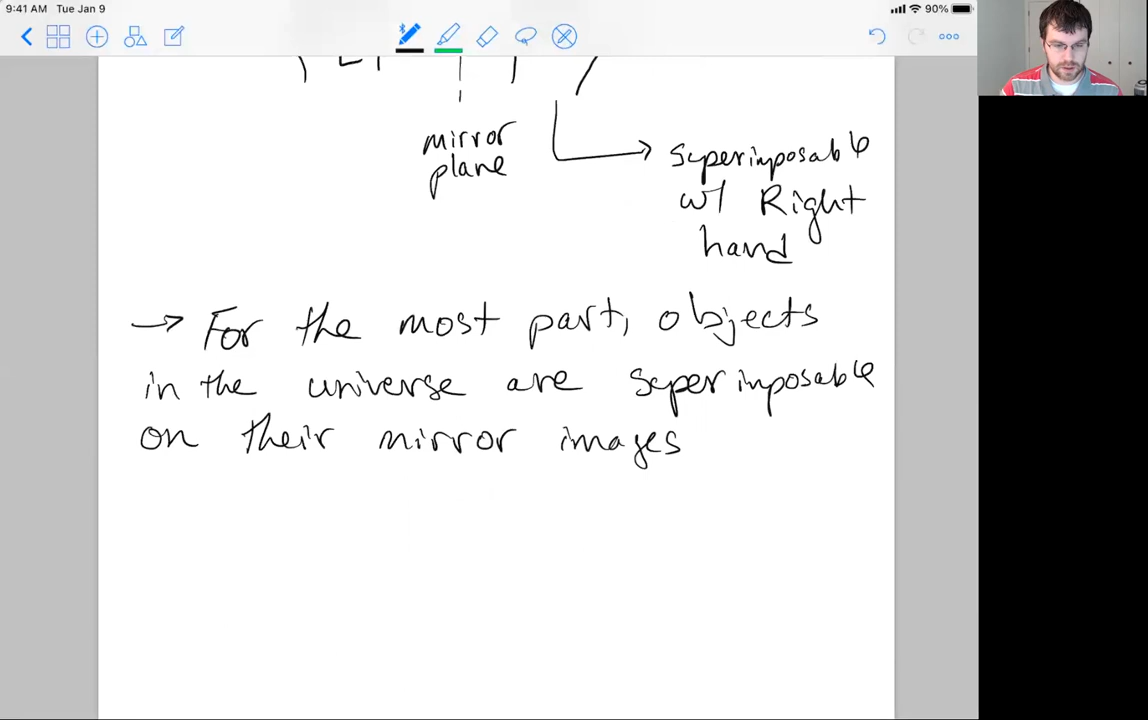 9:41 AM Tue Jan 9
90%
mirror
plane
superimposable
w/ Right
hand
→ For the most part, objects
in the universe are superimposable
on their mirror images